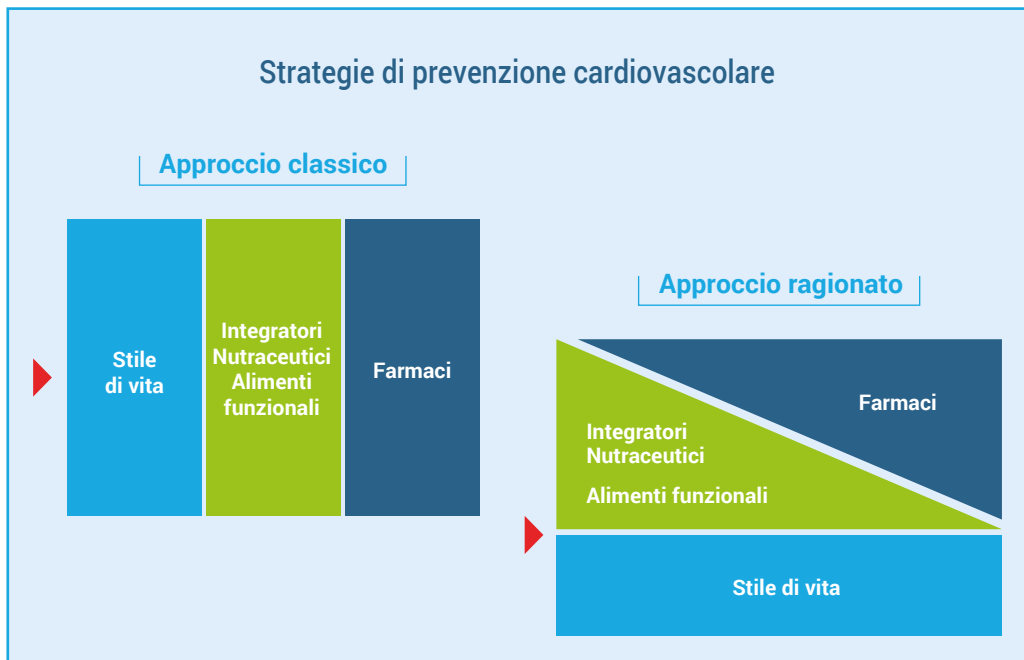 Strategie di prevenzione cardiovascolare
Approccio classico
Stile
di vita
Integratori
Nutraceutici
Alimenti
funzionali
Farmaci
Approccio ragionato
Farmaci
Integratori
Nutraceutici
Alimenti funzionali
Stile di vita